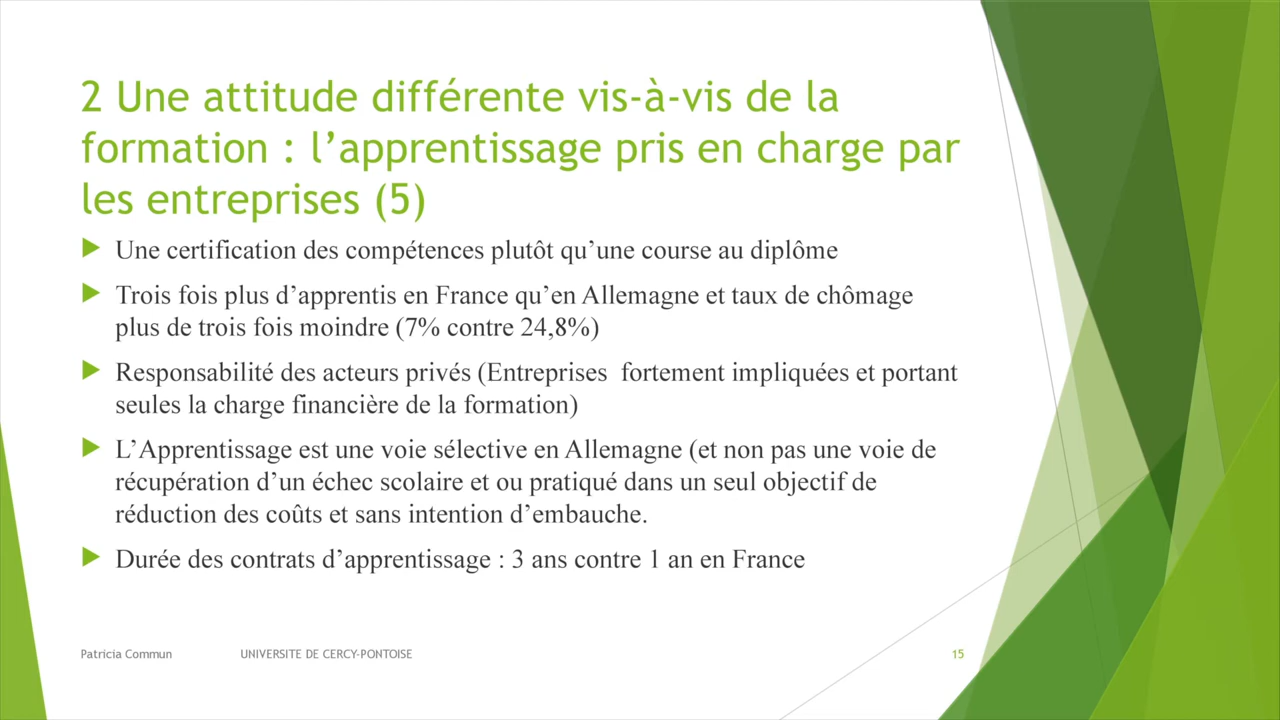 2 Une attitude différente vis-à-vis de la
formation : l’apprentissage pris en charge par
les entreprises (5)
Une certification des compétences plutôt qu’une course au diplôme
Trois fois plus d’apprentis en France qu’en Allemagne et taux de chômage
plus de trois fois moindre (7% contre 24,8%)
Responsabilité des acteurs privés (Entreprises  fortement impliquées et portant
seules la charge financière de la formation)
L’Apprentissage est une voie sélective en Allemagne (et non pas une voie de
récupération d’un échec scolaire et ou pratiqué dans un seul objectif de
réduction des coûts et sans intention d’embauche.
Durée des contrats d’apprentissage : 3 ans contre 1 an en France
Patricia Commun UNIVERSITE DE CERCY-PONTOISE 15